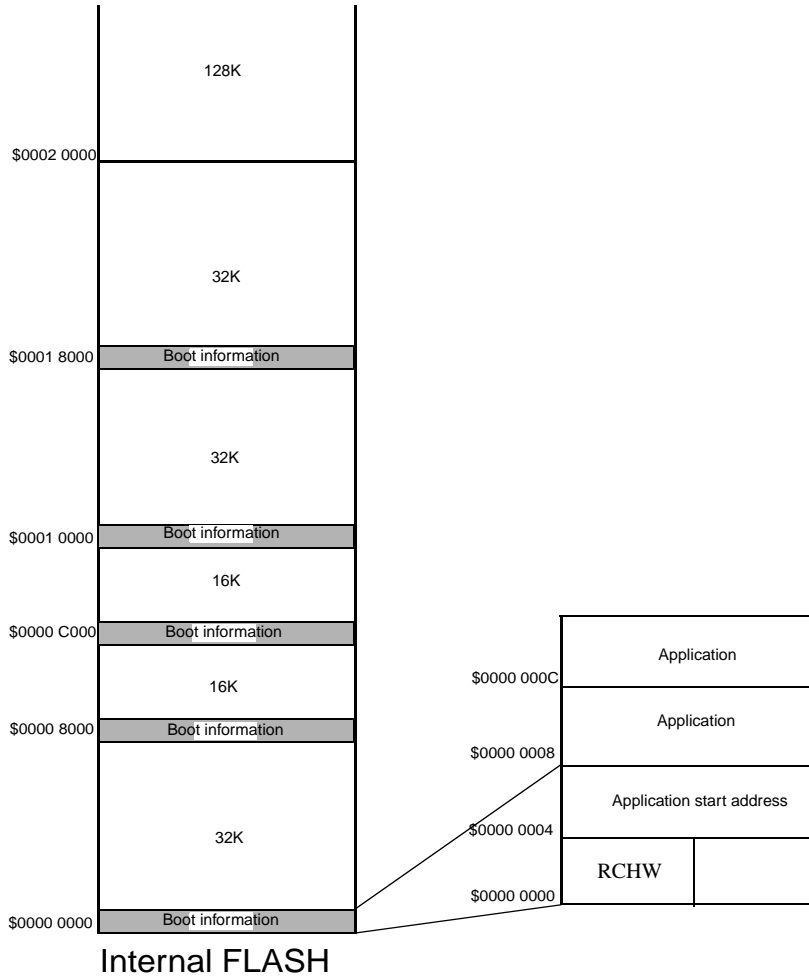 128K
$0002 0000
32K
$0001 8000
Boot information
32K
$0001 0000
Boot information
16K
$0000 C000
Boot information
16K
$0000 8000
Boot information
32K
$0000 0000
Boot information
Internal FLASH
Application
$0000 000C
Application
$0000 0008
Application start address
$0000 0004
RCHW
$0000 0000